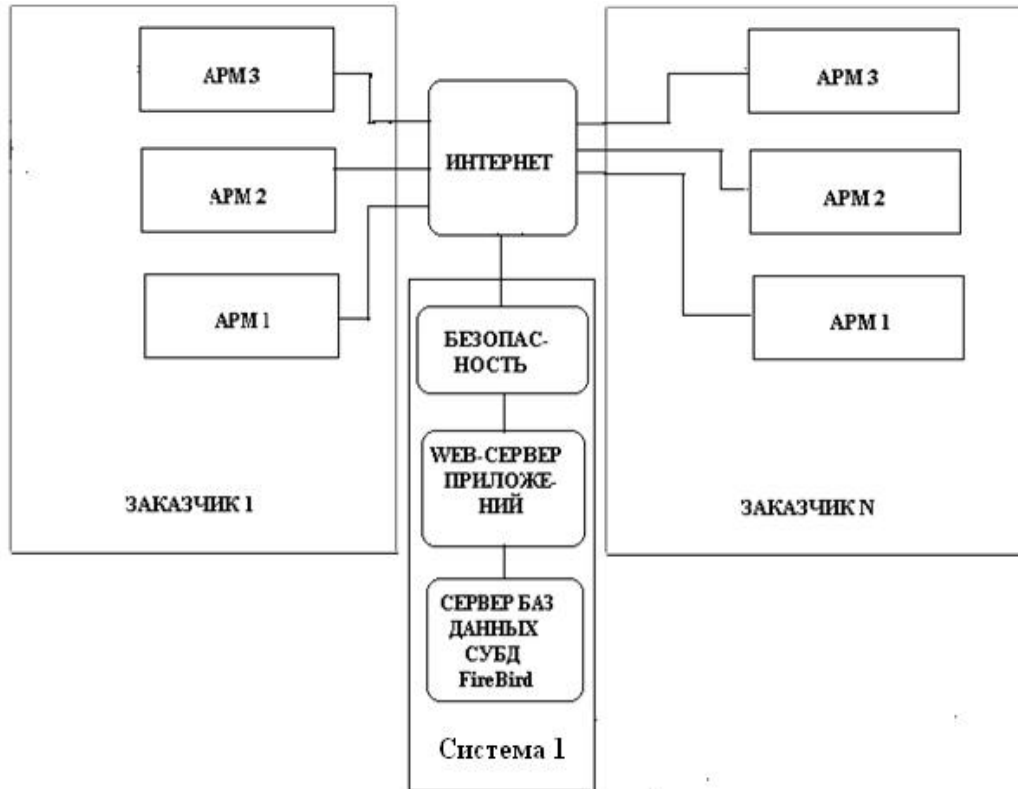 АРМ 3
АРМ 2
АРМ 1
ЗАКАЗЧИК 1
ИНТЕРНЕТ
БЕЗОПАС-
НОСТЬ
WEB-СЕРВЕР
ПРИЛОЖЕ-
НИЙ
СЕРВЕР БАЗ
ДАННЫХ
СУБД
FireBird
Система 1
АРМ 3
АРМ 2
АРМ 1
ЗАКАЗЧИК N